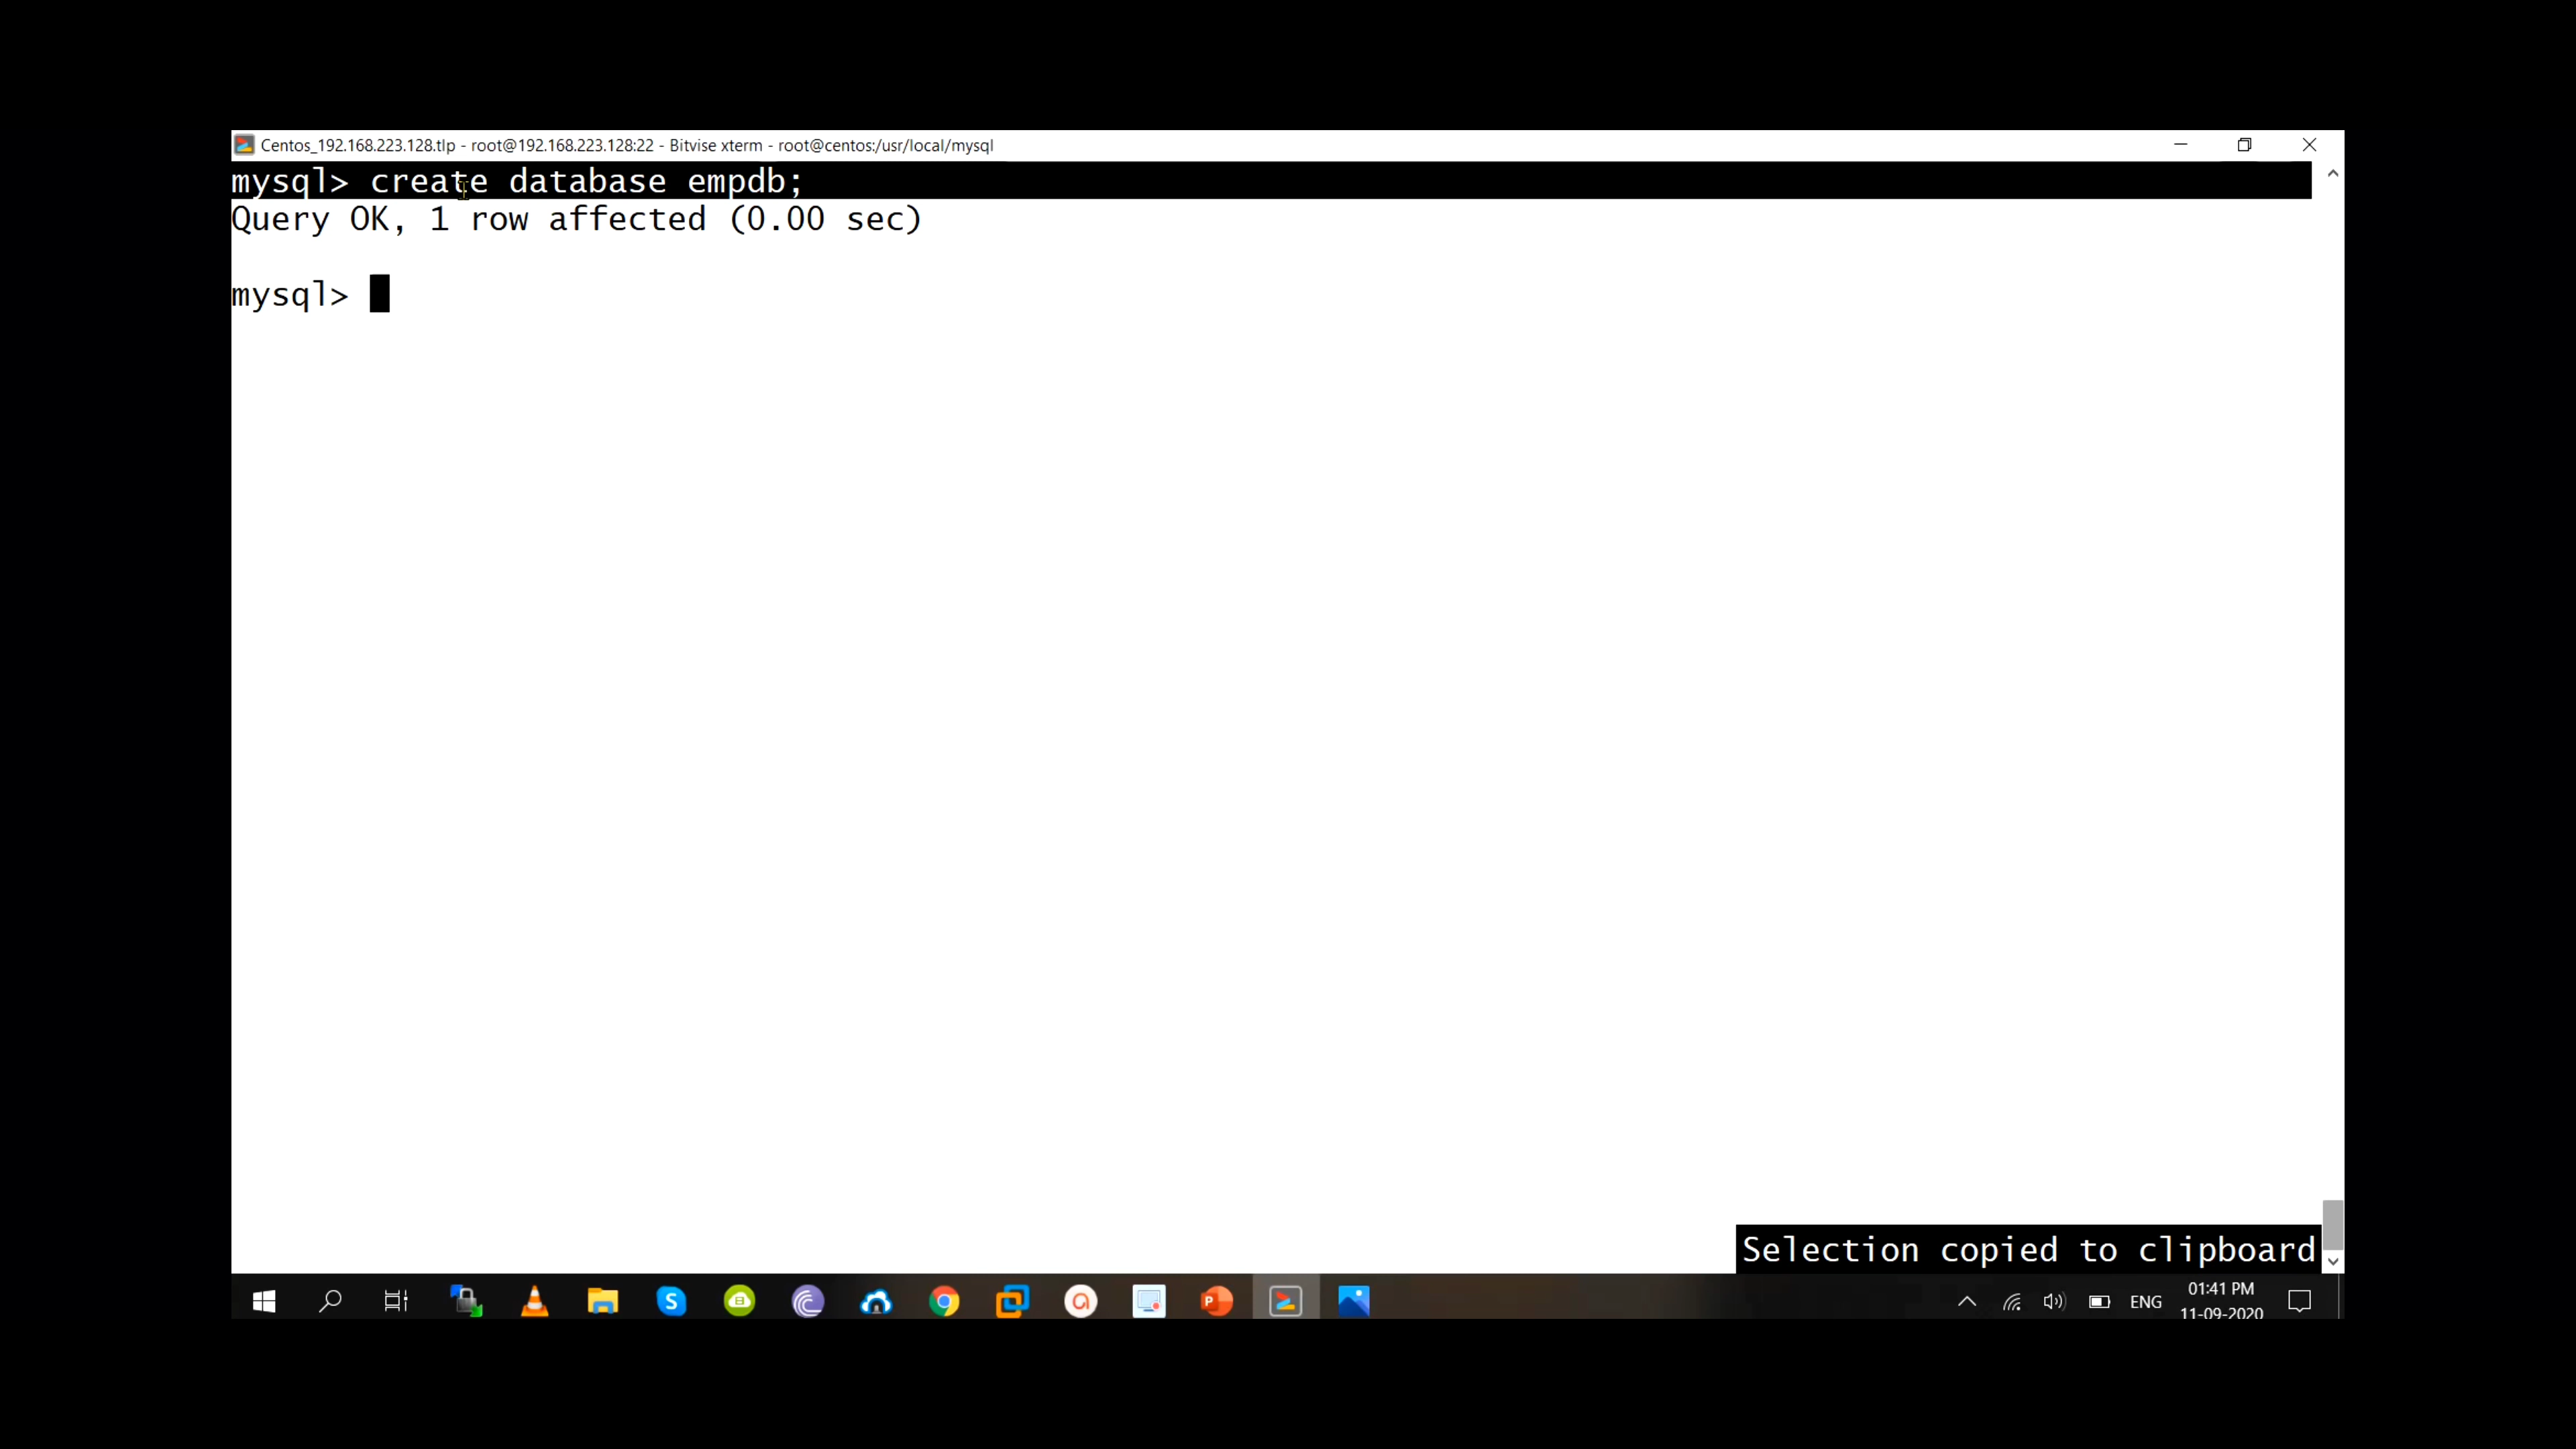 Centos_192.168.223.128.tlp - root@192.168.223.128:22 - Bitvise xterm - root@centos:/usr/local/mysql
mysql> create database empdb;
Query OK, 1 row affected (0.00 sec)
mysql>
Selection copied to clipboard
ENG
01:41 PM
11-09-2020